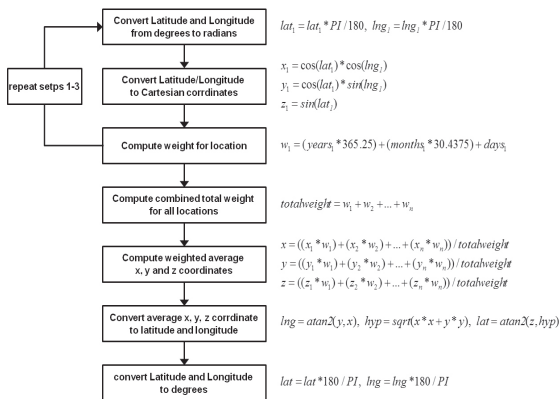 Convert Latitude and Longitude
from degrees to radians
lat₁ = lat₁ * PI / 180, lng₁ = lng₁ * PI / 180
repeat setps 1-3
Convert Latitude/Longitude
to Cartesian corrdinates
x₁ = cos(lat₁) * cos(lng₁)
y₁ = cos(lat₁) * sin(lng₁)
z₁ = sin(lat₁)
Compute weight for location
w₁ = (years₁ * 365.25) + (months₁ * 30.4375) + days₁
Compute combined total weight
for all locations
totalweight = w₁ + w₂ + ... + wₙ
Compute weighted average
x, y and z coordinates
x = ((x₁ * w₁) + (x₂ * w₂) + ... + (xₙ * wₙ)) / totalweight
y = ((y₁ * w₁) + (y₂ * w₂) + ... + (yₙ * wₙ)) / totalweight
z = ((z₁ * w₁) + (z₂ * w₂) + ... + (zₙ * wₙ)) / totalweight
Convert average x, y, z corrdinate
to latitude and longitude
lng = atan2(y, x), hyp = sqrt(x * x + y * y), lat = atan2(z, hyp)
convert Latitude and Longitude
to degrees
lat = lat * 180 / PI, lng = lng * 180 / PI